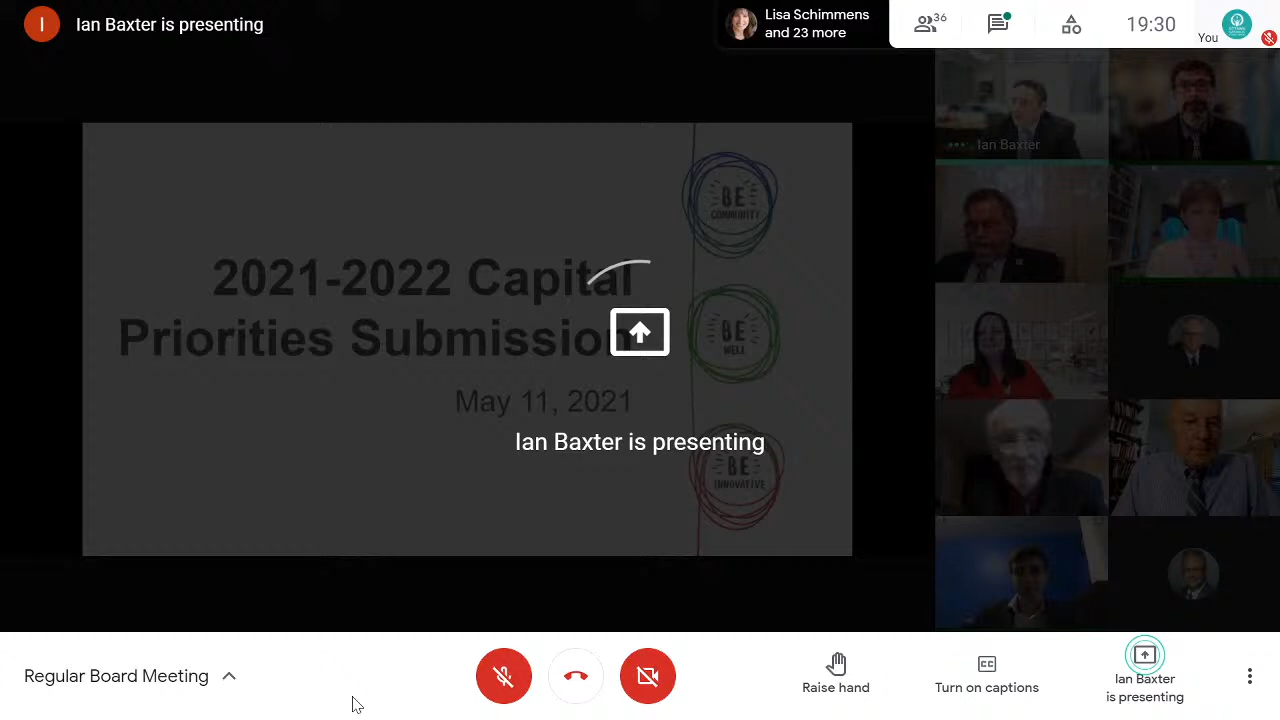 I
Ian Baxter is presenting
Lisa Schimmens
and 23 more
36
19:30
You
Ian Baxter
BE
COMMUNITY
2021-2022 Capital
Priorities Submission
BE
WELL
May 11, 2021
Ian Baxter is presenting
BE
INNOVATIVE
Regular Board Meeting
Raise hand
CC
Turn on captions
Ian Baxter
is presenting